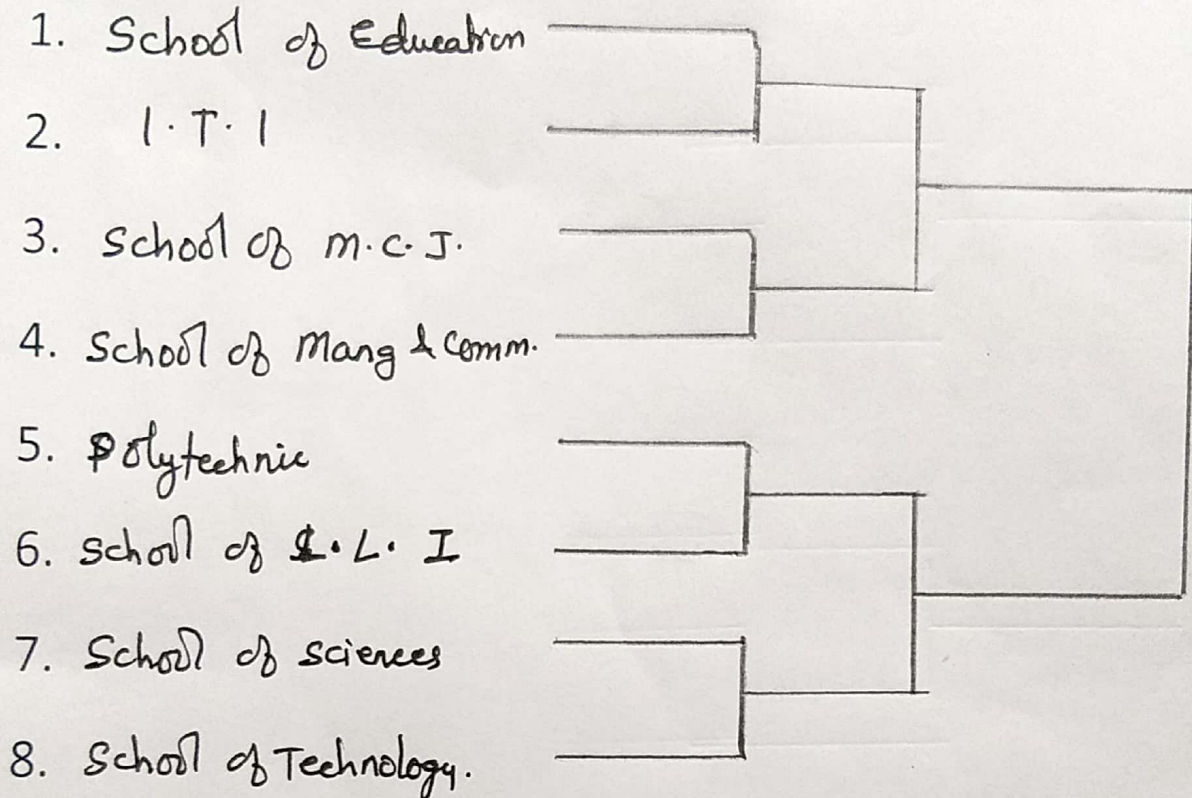 1. School of Education
2. I.T.I
3. School of M.C.J.
4. School of Mang & Comm.
5. Polytechnic
6. School of L. I
7. School of Sciences
8. School of Technology.